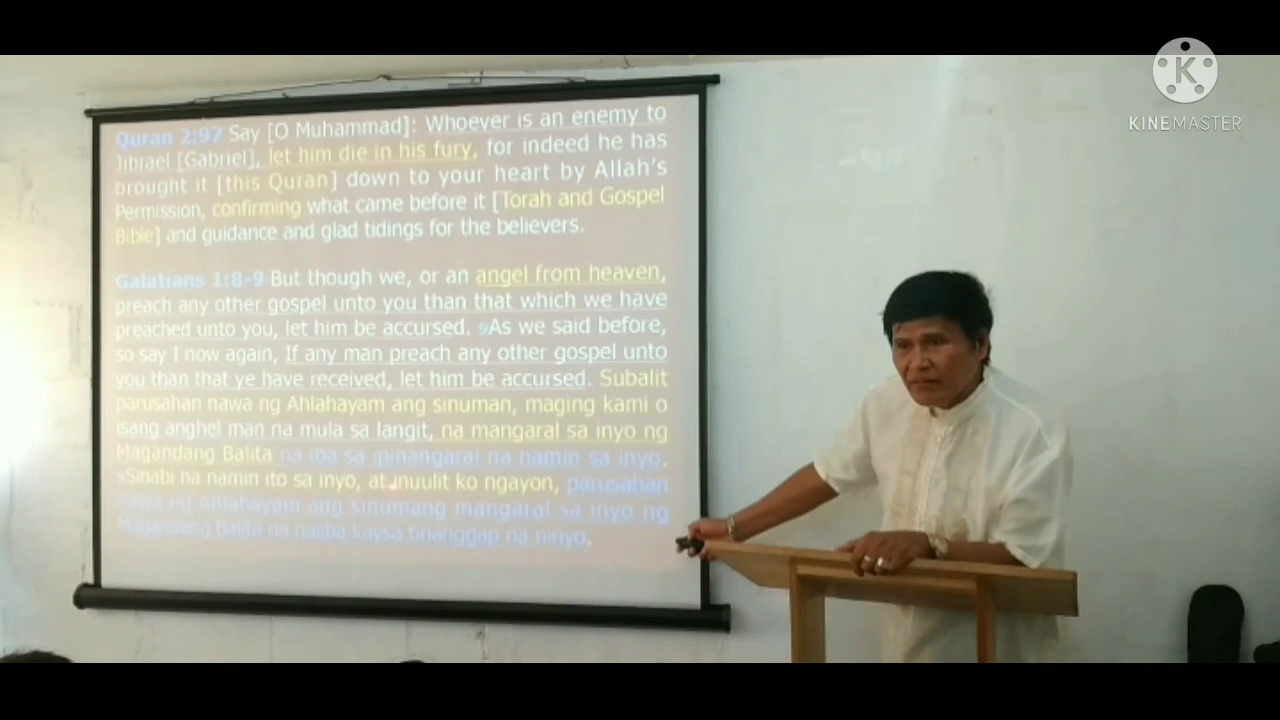 KINEMASTER
Quran 2:97 Say [O Muhammad]: Whoever is an enemy to
Jibrael [Gabriel], let him die in his fury, for indeed he has
brought it [this Quran] down to your heart by Allah's
Permission, confirming what came before it [Torah and Gospel
Bible] and guidance and glad tidings for the believers.
Galatians 1:8-9 But though we, or an angel from heaven,
preach any other gospel unto you than that which we have
preached unto you, let him be accursed. 9As we said before,
so say I now again, If any man preach any other gospel unto
you than that ye have received, let him be accursed. Subalit
parusahan nawa ng Ahlahayam ang sinuman, maging kami o
isang anghel man na mula sa langit, na mangaral sa inyo ng
Magandang Balita na iba sa ipinangaral na namin sa inyo.
9Sinabi na namin ito sa inyo, at inuulit ko ngayon, parusahan
nawa ng Ahlahayam ang sinumang mangaral sa inyo ng
Magandang Balita na naiba kaysa tinanggap na ninyo.